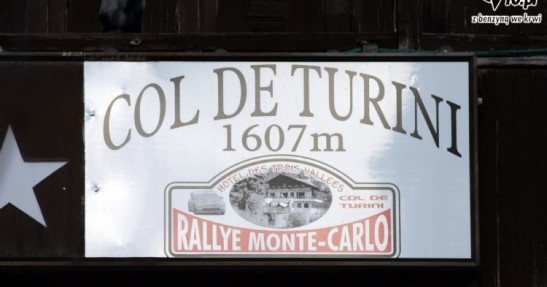 z benzyną we krwi
COL DE TURINI
1607m
HOTEL DES TROIS VALLEES
COL DE
TURINI
RALLYE MONTE-CARLO